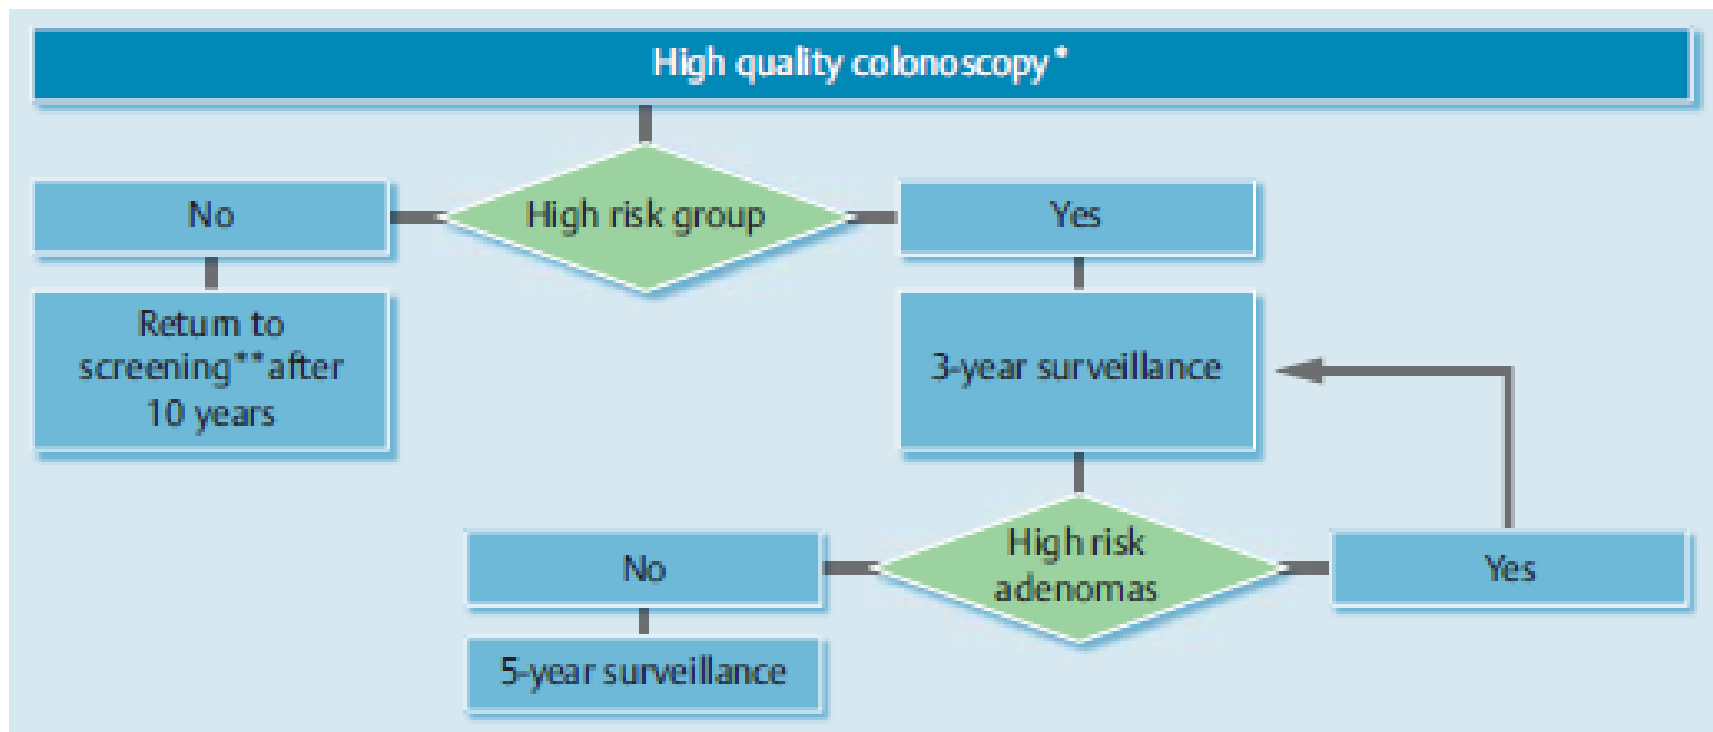 High quality colonoscopy*
No
High risk group
Yes
Return to
screening**after
10 years
3-year surveillance
High risk
adenomas
No
Yes
5-year surveillance